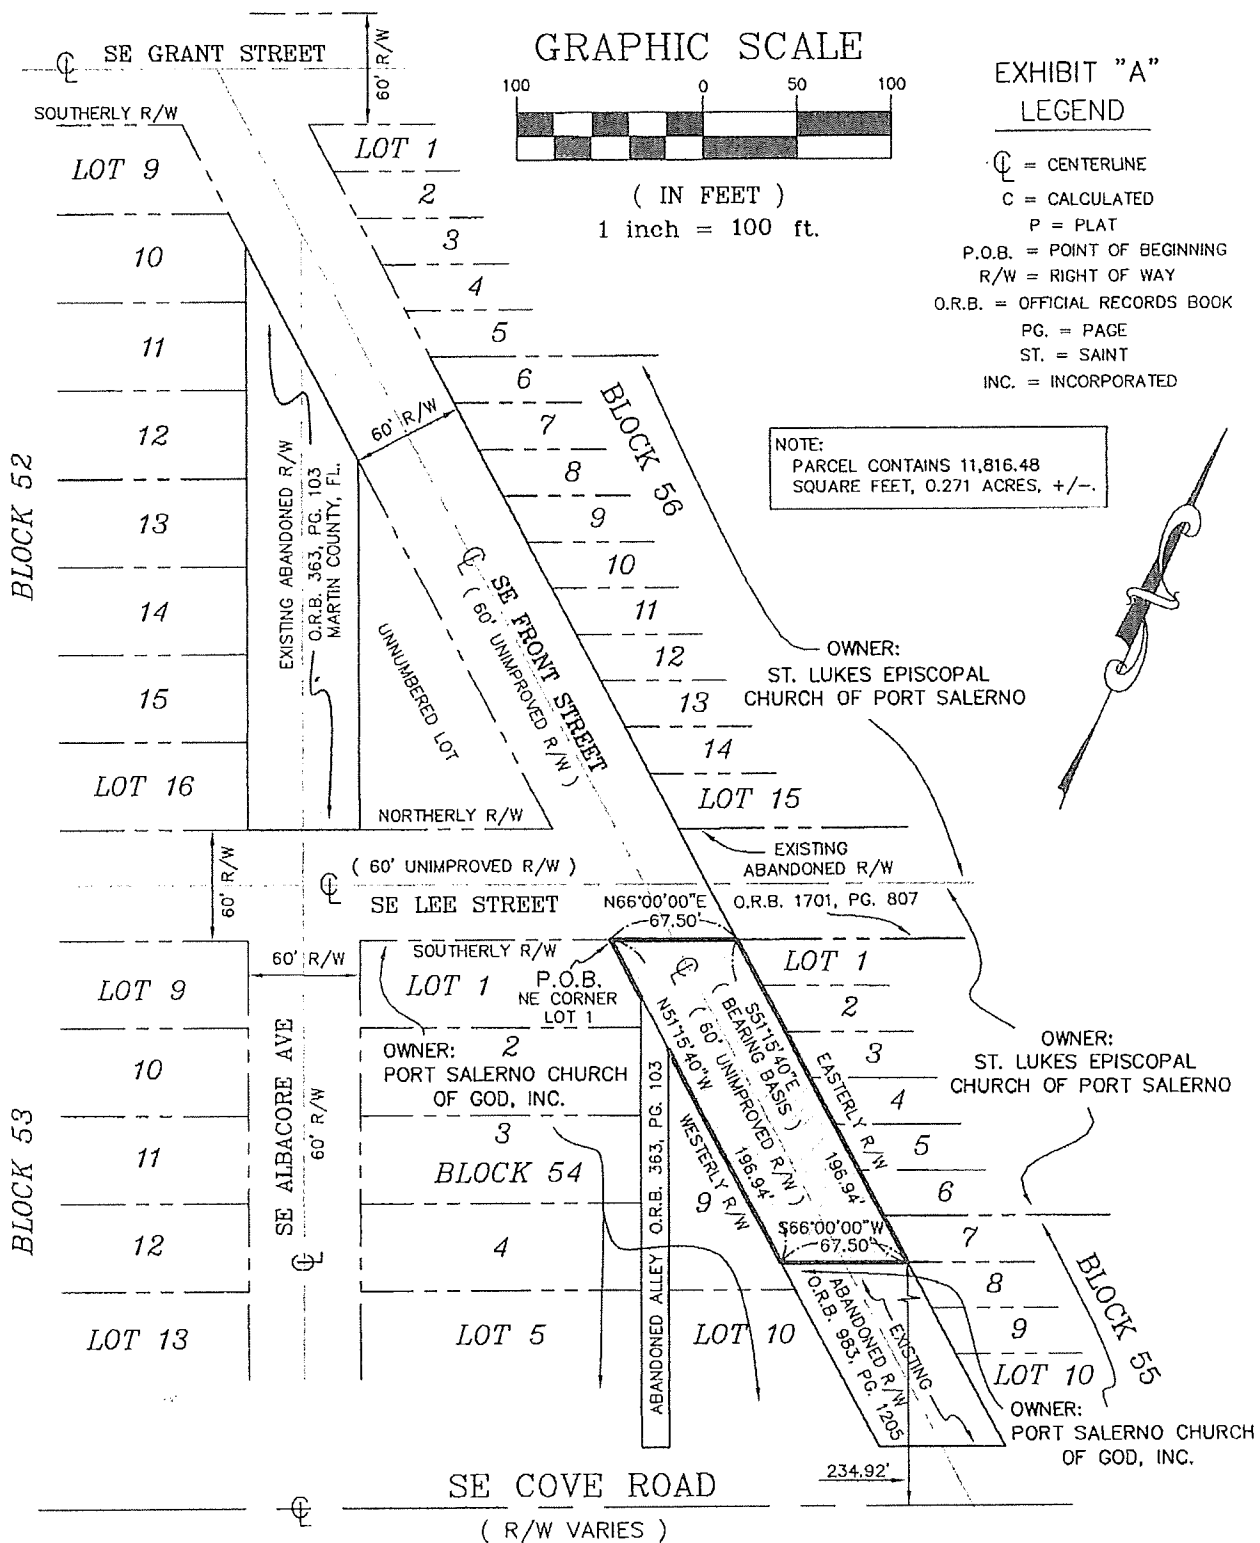 SE GRANT STREET
60' R/W
SOUTHERLY R/W
GRAPHIC SCALE
100 0 50 100
( IN FEET )
1 inch = 100 ft.
EXHIBIT "A"
LEGEND
℄ = CENTERLINE
C = CALCULATED
P = PLAT
P.O.B. = POINT OF BEGINNING
R/W = RIGHT OF WAY
O.R.B. = OFFICIAL RECORDS BOOK
PG. = PAGE
ST. = SAINT
INC. = INCORPORATED
NOTE:
PARCEL CONTAINS 11,816.48
SQUARE FEET, 0.271 ACRES, +/-.
BLOCK 52
LOT 9
10
11
12
13
14
15
LOT 16
EXISTING ABANDONED R/W
O.R.B. 363, PG. 103
MARTIN COUNTY, FL.
UNNUMBERED LOT
60' R/W
℄ SE FRONT STREET
( 60' UNIMPROVED R/W )
LOT 1
2
3
4
5
6
7
8
9
10
11
12
13
14
LOT 15
BLOCK 56
OWNER:
ST. LUKES EPISCOPAL
CHURCH OF PORT SALERNO
NORTHERLY R/W
60' R/W
( 60' UNIMPROVED R/W )
℄
SE LEE STREET
EXISTING
ABANDONED R/W
O.R.B. 1701, PG. 807
N66°00'00"E
67.50'
SOUTHERLY R/W
P.O.B.
NE CORNER
LOT 1
60' R/W
BLOCK 53
LOT 9
10
11
12
LOT 13
SE ALBACORE AVE
60' R/W
℄
LOT 1
2
OWNER:
PORT SALERNO CHURCH
OF GOD, INC.
3
BLOCK 54
4
LOT 5
ABANDONED ALLEY O.R.B. 363, PG. 103
9
LOT 10
WESTERLY R/W
N51°15'40"W
196.94'
℄
( 60' UNIMPROVED R/W )
S51°15'40"E
( BEARING BASIS )
196.94'
EASTERLY R/W
S66°00'00"W
67.50'
LOT 1
2
3
4
5
6
7
8
9
LOT 10
BLOCK 55
OWNER:
ST. LUKES EPISCOPAL
CHURCH OF PORT SALERNO
EXISTING
ABANDONED R/W
O.R.B. 983, PG. 1205
OWNER:
PORT SALERNO CHURCH
OF GOD, INC.
234.92'
SE COVE ROAD
℄
( R/W VARIES )